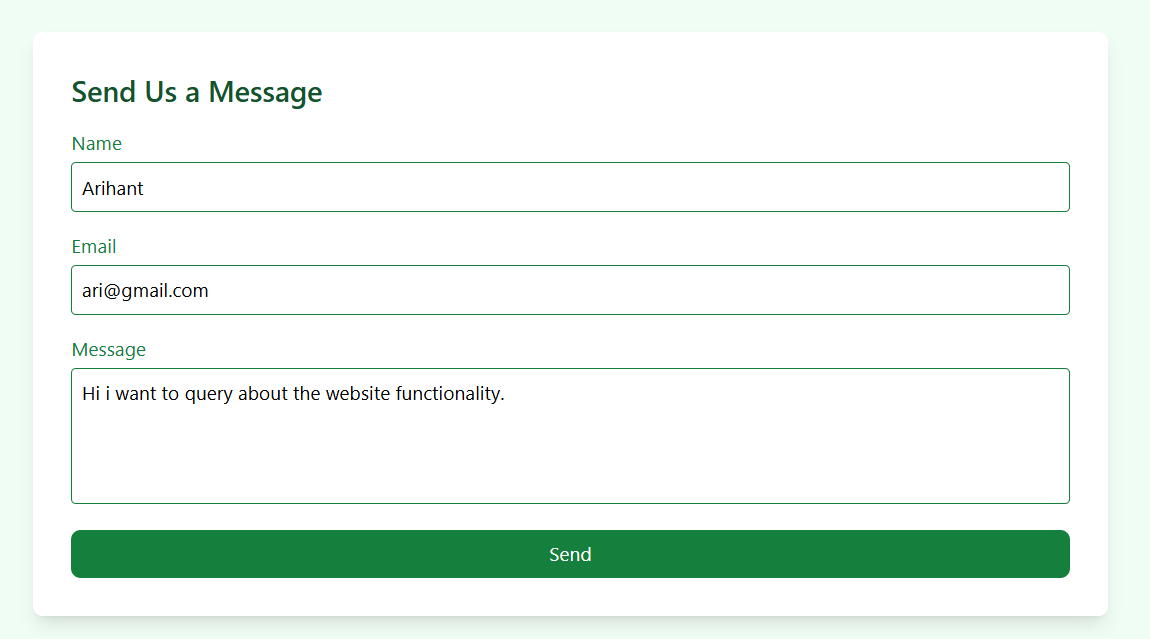 Send Us a Message
Name
Arihant
Email
ari@gmail.com
Message
Hi i want to query about the website functionality.
Send